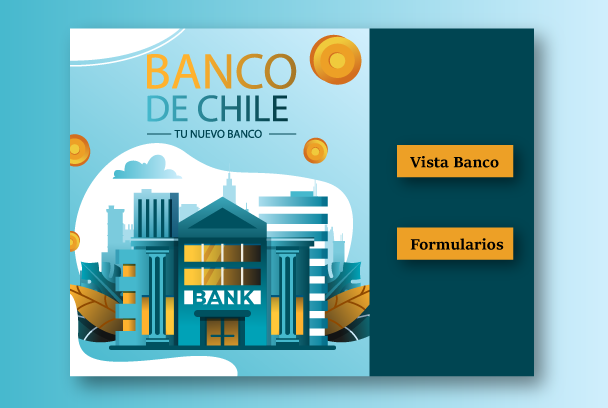 BANCO
DE CHILE
TU NUEVO BANCO
BANK
Vista Banco
Formularios